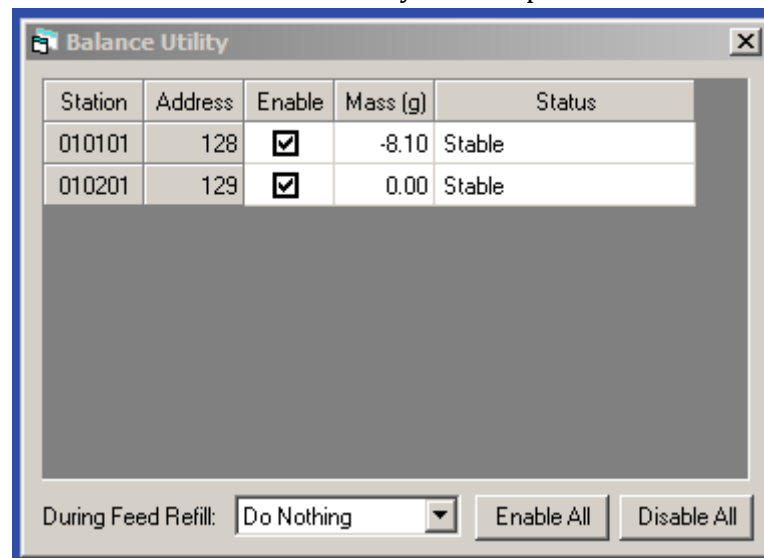 Balance Utility
Station Address Enable Mass (g) Status
010101 128 -8.10 Stable
010201 129 0.00 Stable
During Feed Refill: Do Nothing Enable All Disable All